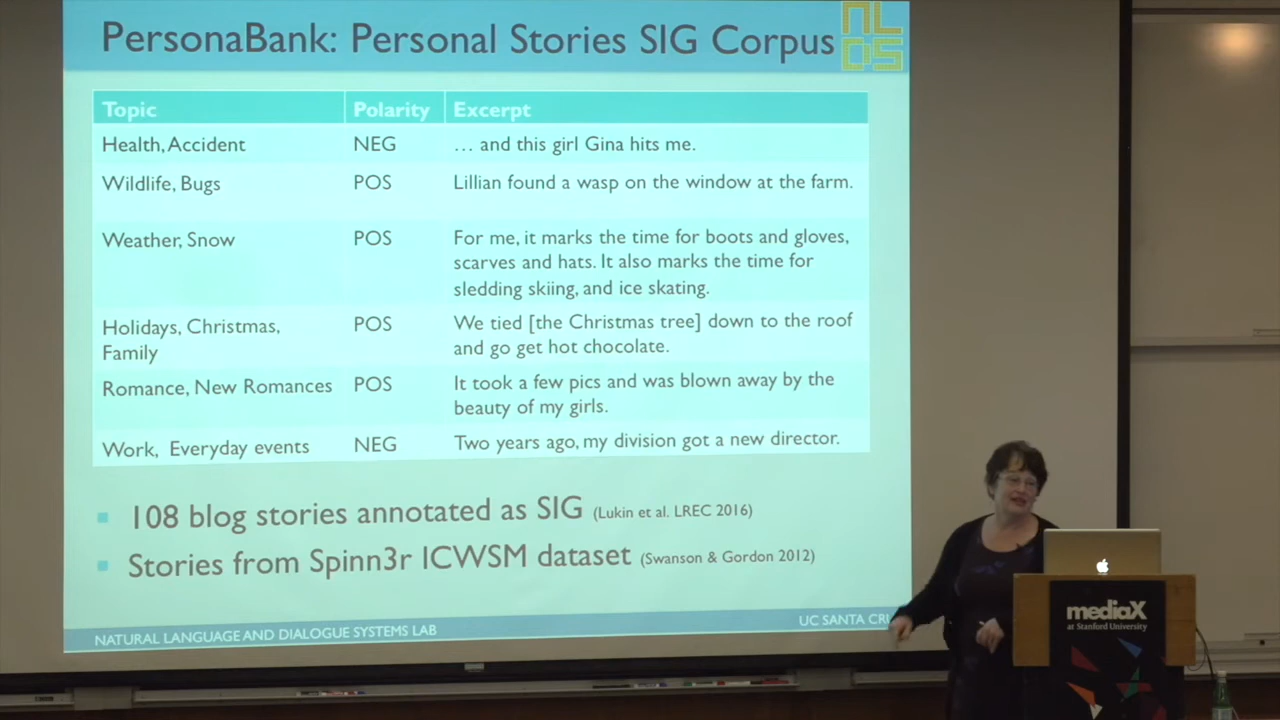 PersonaBank: Personal Stories SIG Corpus
NLDS
Topic Polarity Excerpt
Health, Accident NEG … and this girl Gina hits me.
Wildlife, Bugs POS Lillian found a wasp on the window at the farm.
Weather, Snow POS For me, it marks the time for boots and gloves,
scarves and hats. It also marks the time for
sledding skiing, and ice skating.
Holidays, Christmas, POS We tied [the Christmas tree] down to the roof
Family and go get hot chocolate.
Romance, New Romances POS It took a few pics and was blown away by the
beauty of my girls.
Work, Everyday events NEG Two years ago, my division got a new director.
108 blog stories annotated as SIG (Lukin et al. LREC 2016)
Stories from Spinn3r ICWSM dataset (Swanson & Gordon 2012)
NATURAL LANGUAGE AND DIALOGUE SYSTEMS LAB
UC SANTA CRU
mediaX
at Stanford University